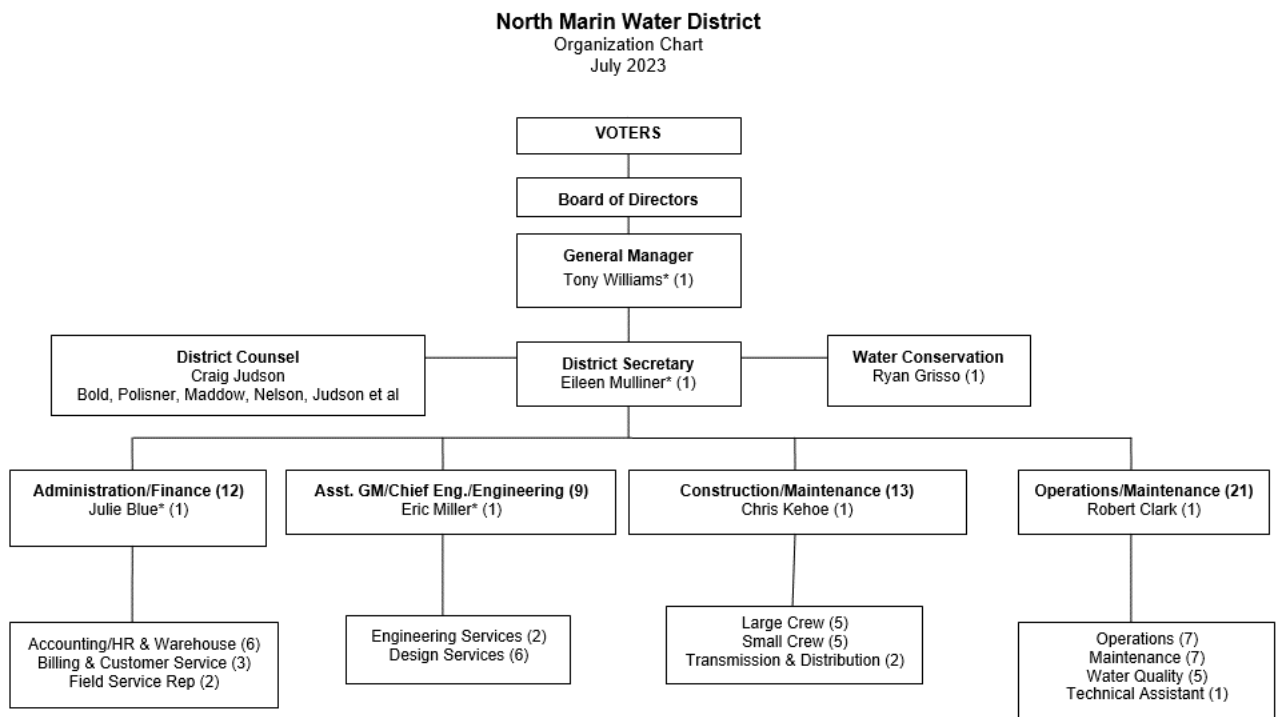 North Marin Water District
Organization Chart
July 2023
VOTERS
Board of Directors
General Manager
Tony Williams* (1)
District Counsel
Craig Judson
Bold, Polisner, Maddow, Nelson, Judson et al
District Secretary
Eileen Mulliner* (1)
Water Conservation
Ryan Grisso (1)
Administration/Finance (12)
Julie Blue* (1)
Asst. GM/Chief Eng./Engineering (9)
Eric Miller* (1)
Construction/Maintenance (13)
Chris Kehoe (1)
Operations/Maintenance (21)
Robert Clark (1)
Accounting/HR & Warehouse (6)
Billing & Customer Service (3)
Field Service Rep (2)
Engineering Services (2)
Design Services (6)
Large Crew (5)
Small Crew (5)
Transmission & Distribution (2)
Operations (7)
Maintenance (7)
Water Quality (5)
Technical Assistant (1)